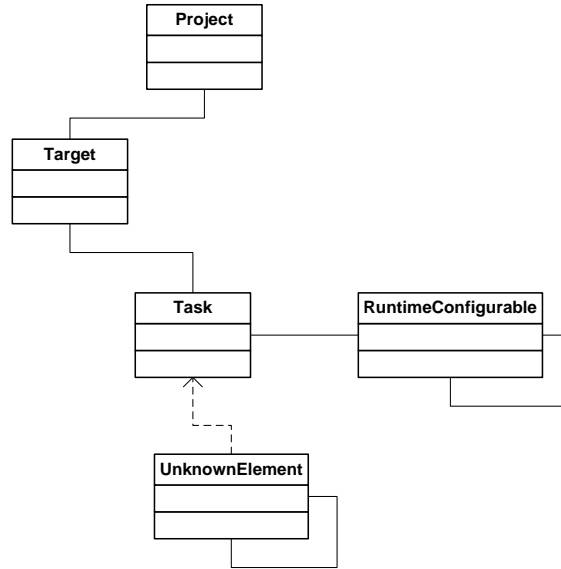 Project
Target
Task
RuntimeConfigurable
UnknownElement